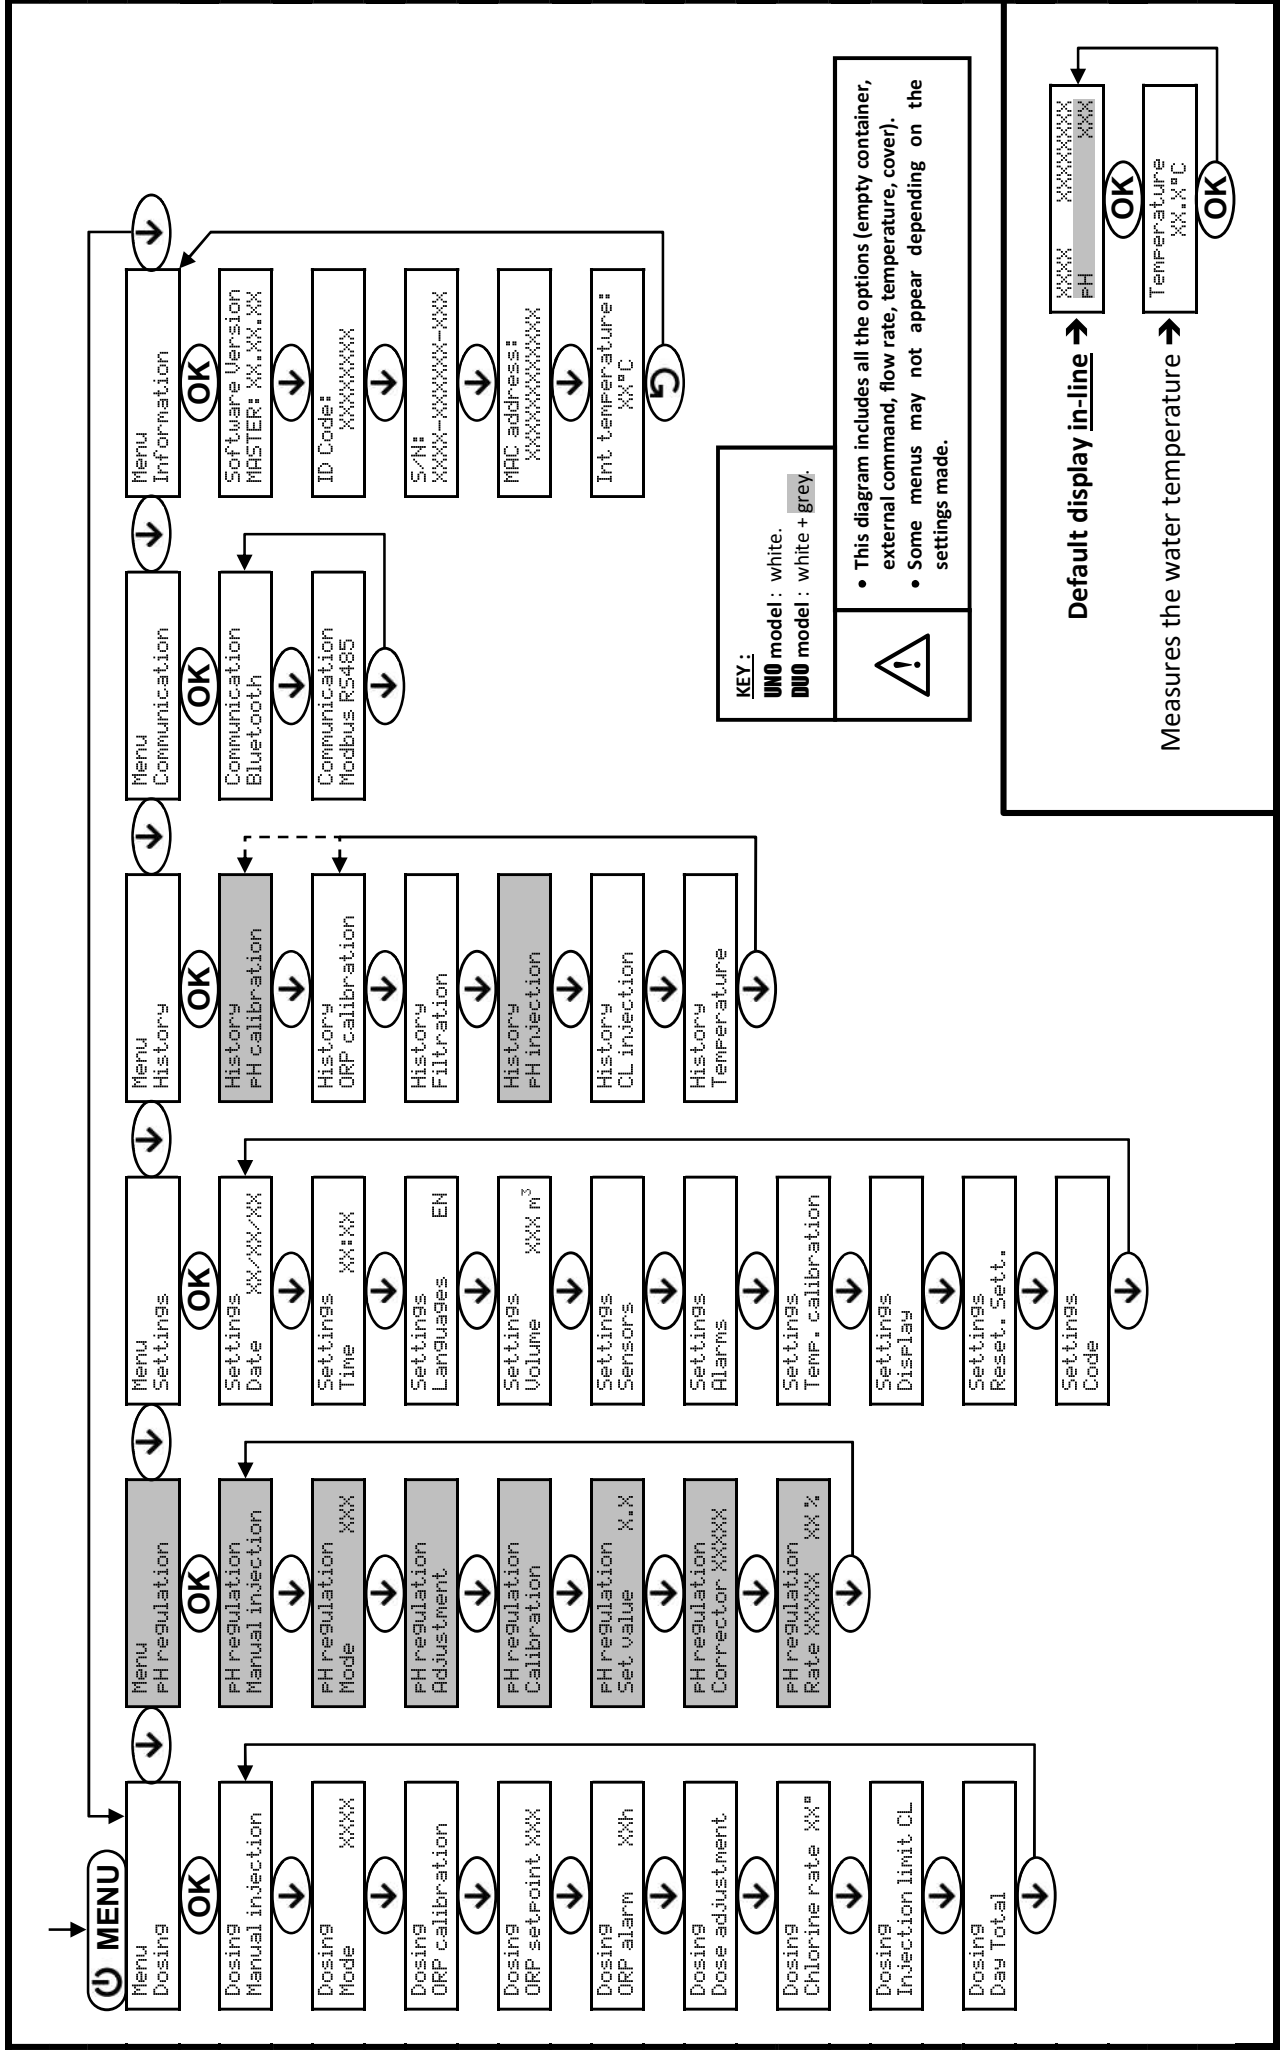 MENU
Menu
Dosing
OK
Dosing
Manual injection
Dosing
Mode XXXX
Dosing
ORP calibration
Dosing
ORP setpoint XXX
Dosing
ORP alarm XXh
Dosing
Dose adjustment
Dosing
Chlorine rate XX°
Dosing
Injection limit CL
Dosing
Day Total
Menu
pH regulation
OK
pH regulation
Manual injection
pH regulation
Mode XXX
pH regulation
Adjustment
pH regulation
Calibration
pH regulation
Set value X.X
pH regulation
Corrector XXXXX
pH regulation
Rate XXXXX XX %
Menu
Settings
OK
Settings
Date XX/XX/XX
Settings
Time XX:XX
Settings
Languages EN
Settings
Volume XXX m³
Settings
Sensors
Settings
Alarms
Settings
Temp. calibration
Settings
Display
Settings
Reset. Sett.
Settings
Code
Menu
History
OK
History
pH calibration
History
ORP calibration
History
Filtration
History
pH injection
History
CL injection
History
Temperature
Menu
Communication
OK
Communication
Bluetooth
Communication
Modbus RS485
Menu
Information
OK
Software Version
MASTER: XX.XX.XX
ID Code:
XXXXXXXX
S/N:
XXXX-XXXXXX-XXX
MAC address:
XXXXXXXXXXXX
Int temperature:
XX°C
KEY :
UNO model : white.
DUO model : white + grey.
• This diagram includes all the options (empty container,
external command, flow rate, temperature, cover).
• Some menus may not appear depending on the
settings made.
Default display in-line ➔
XXXX XXXXXXXX
pH XXX
OK
Measures the water temperature ➔
Temperature
XX.X°C
OK